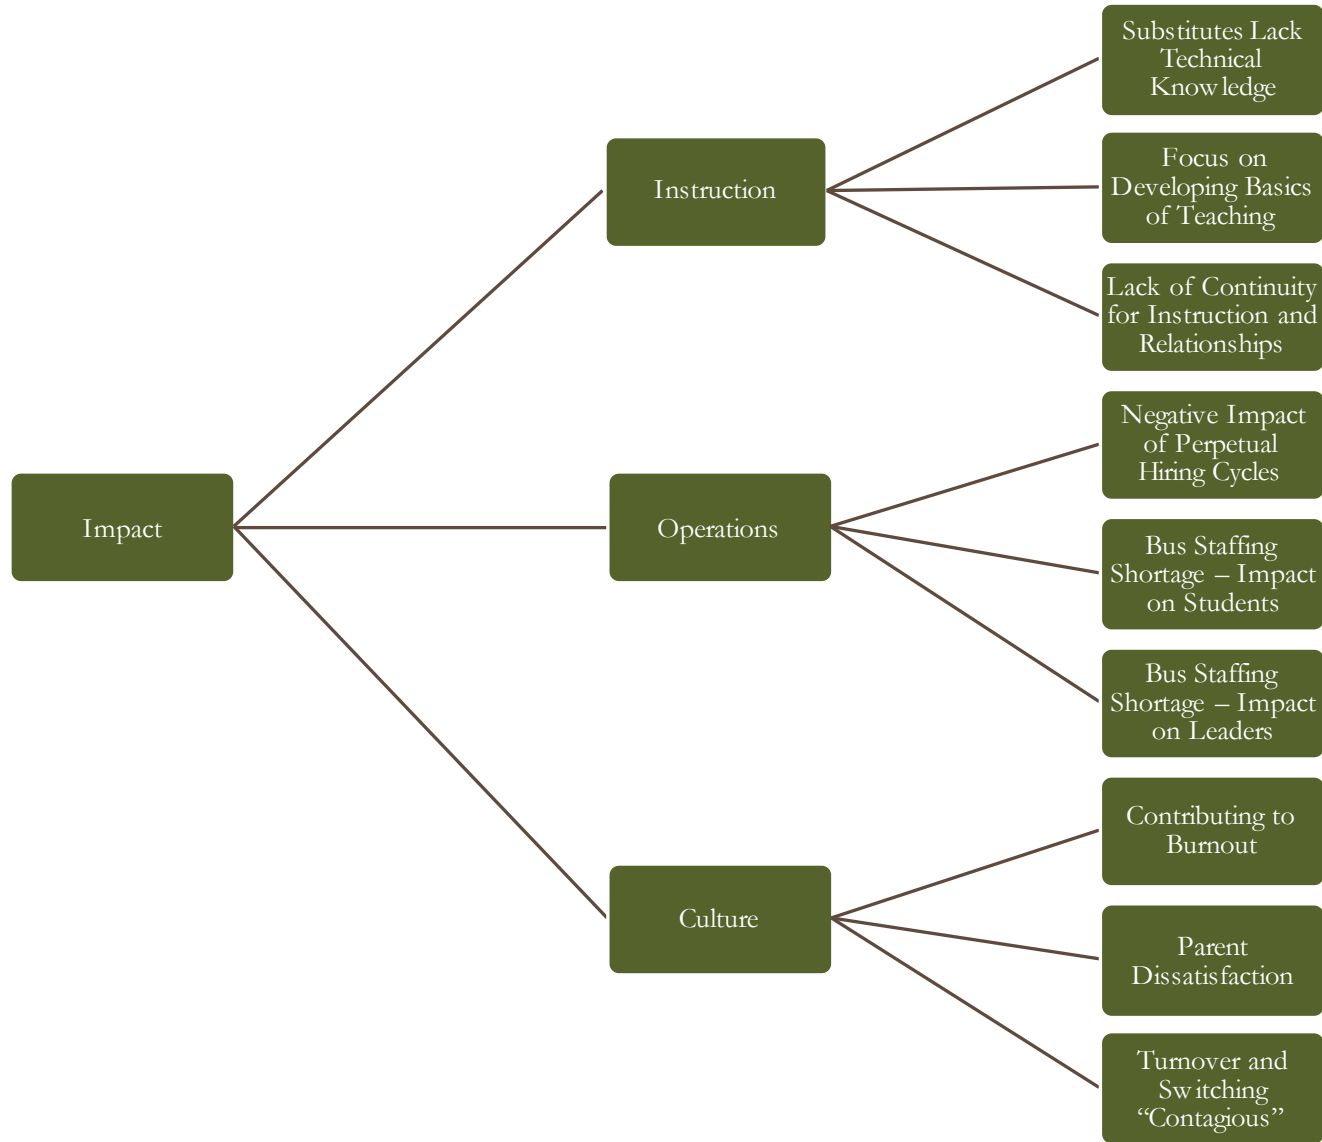 Impact
Instruction
Substitutes Lack
Technical
Knowledge
Focus on
Developing Basics
of Teaching
Lack of Continuity
for Instruction and
Relationships
Operations
Negative Impact
of Perpetual
Hiring Cycles
Bus Staffing
Shortage – Impact
on Students
Bus Staffing
Shortage – Impact
on Leaders
Culture
Contributing to
Burnout
Parent
Dissatisfaction
Turnover and
Switching
“Contagious”